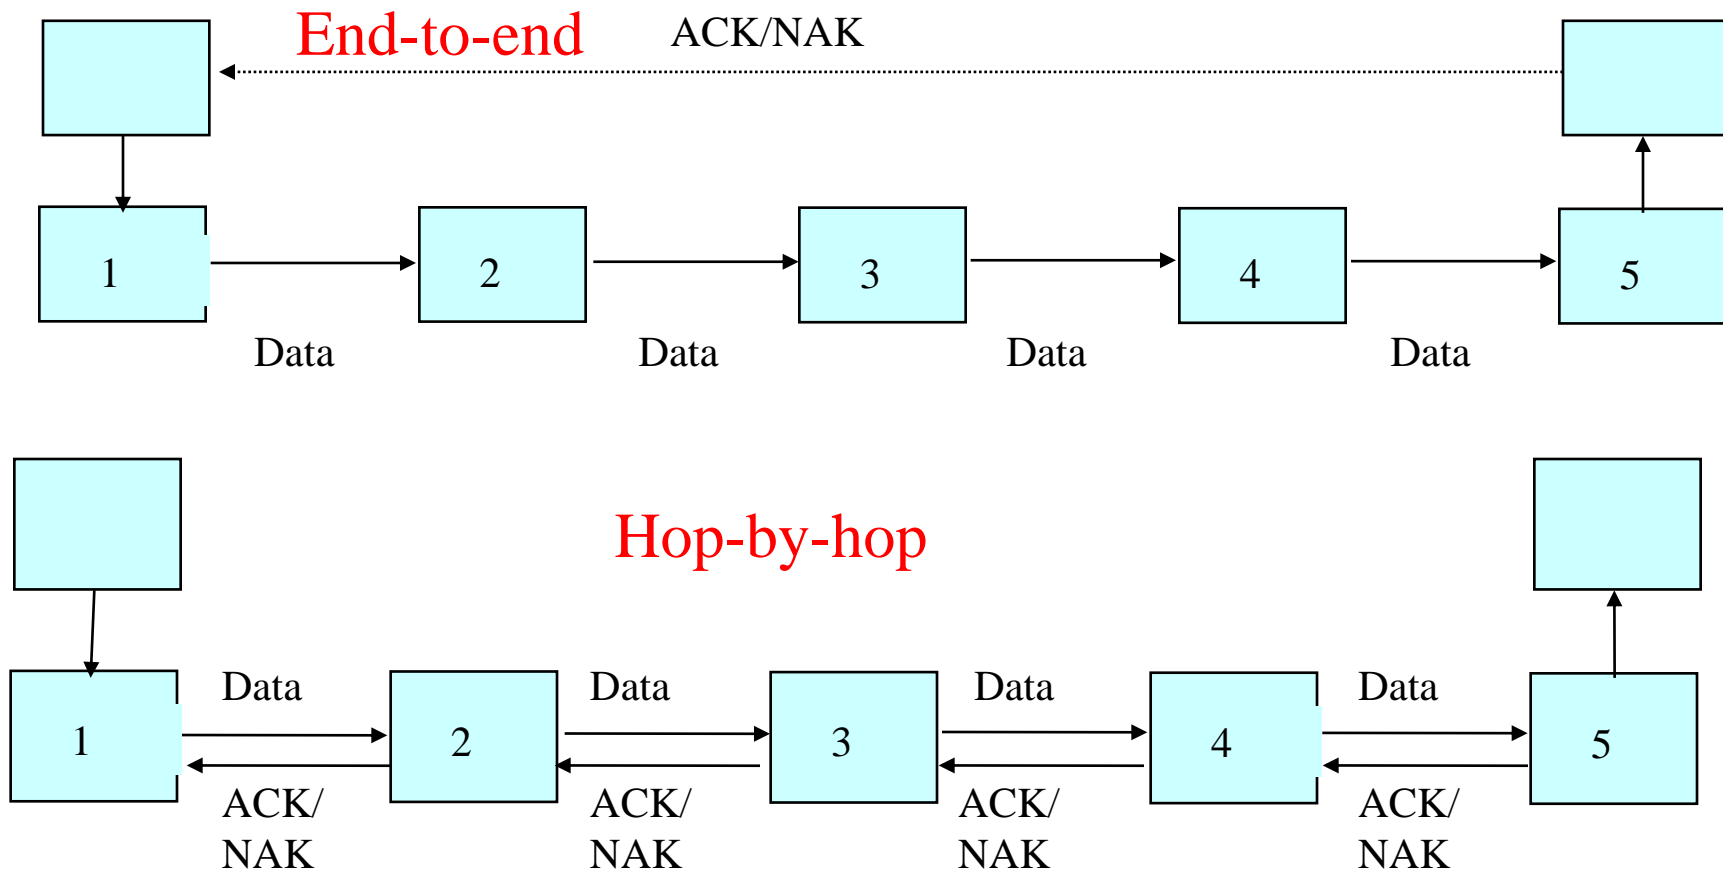 End-to-end ACK/NAK
1 2 3 4 5
Data Data Data Data
Hop-by-hop
Data Data Data Data
1 2 3 4 5
ACK/ ACK/ ACK/ ACK/
NAK NAK NAK NAK